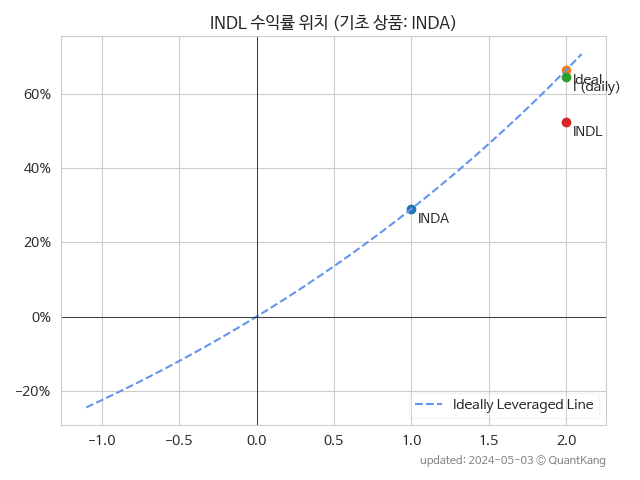 INDL 수익률 위치 (기초 상품: INDA)
60%
40%
20%
0%
−20%
Ideal
(daily)
INDL
INDA
Ideally Leveraged Line
−1.0 −0.5 0.0 0.5 1.0 1.5 2.0
updated: 2024-05-03 © QuantKang